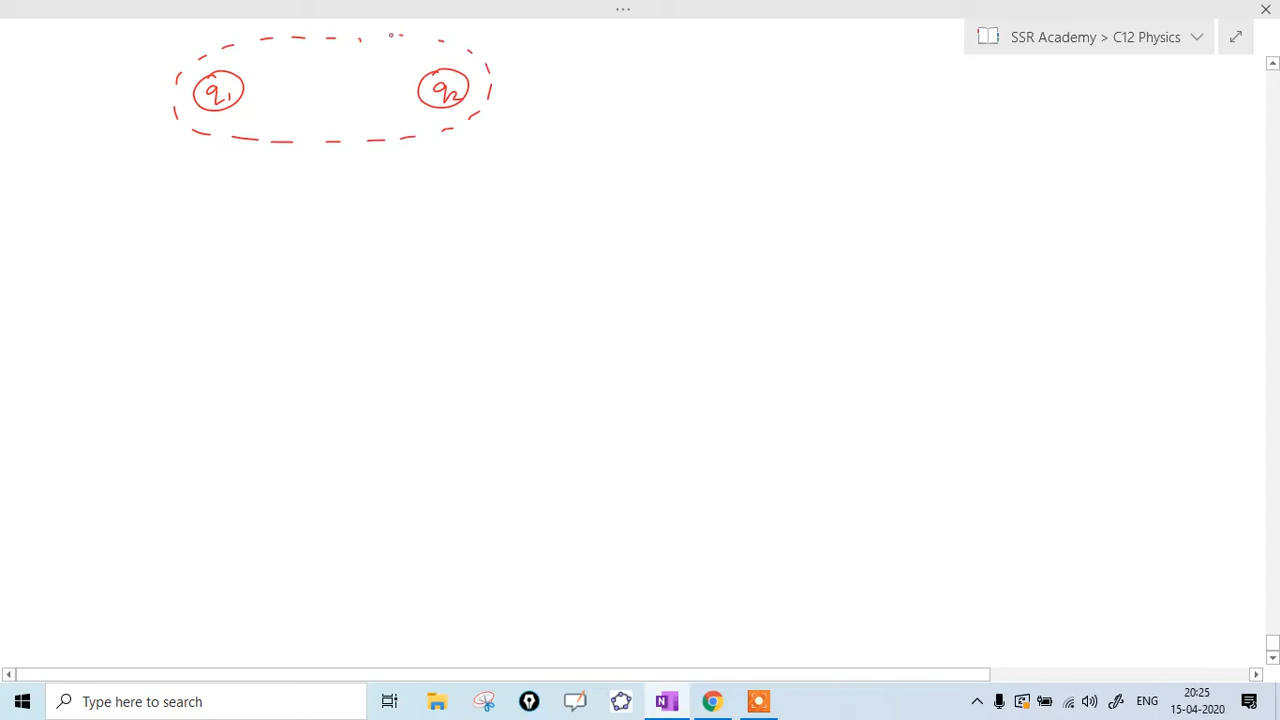 SSR Academy > C12 Physics
q1 q2
Type here to search
N
ENG
20:25
15-04-2020